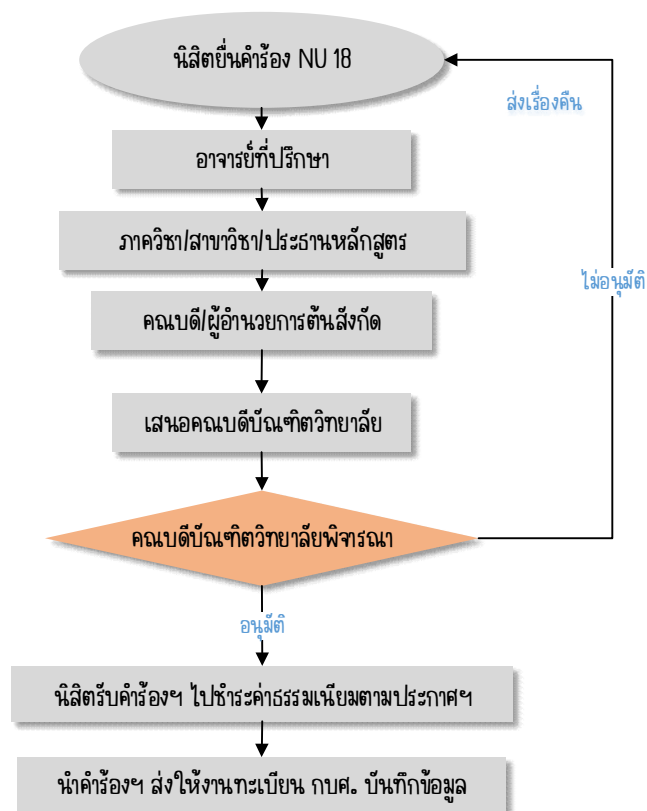 นิสิตยื่นคำร้อง NU 18
ส่งเรื่องคืน
อาจารย์ที่ปรึกษา
ภาควิชา/สาขาวิชา/ประธานหลักสูตร
ไม่อนุมัติ
คณบดี/ผู้อำนวยการต้นสังกัด
เสนอคณบดีบัณฑิตวิทยาลัย
คณบดีบัณฑิตวิทยาลัยพิจารณา
อนุมัติ
นิสิตรับคำร้องฯ ไปชำระค่าธรรมเนียมตามประกาศฯ
นำคำร้องฯ ส่งให้งานทะเบียน กบศ. บันทึกข้อมูล